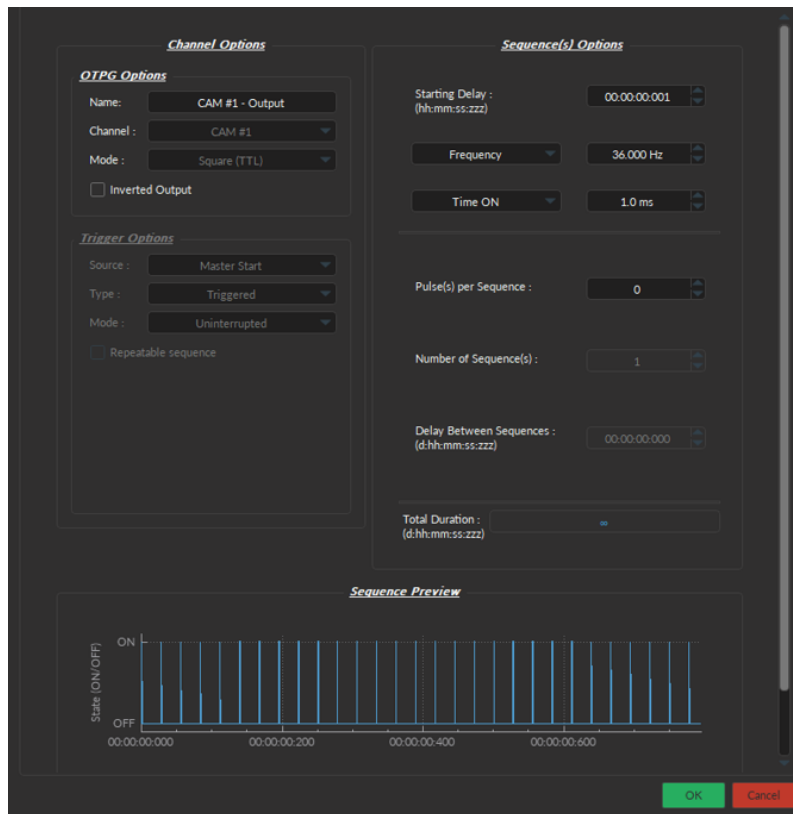 Channel Options
OTPG Options
Name: CAM #1 - Output
Channel : CAM #1
Mode : Square (TTL)
Inverted Output
Trigger Options
Source : Master Start
Type : Triggered
Mode : Uninterrupted
Repeatable sequence
Sequence(s) Options
Starting Delay : 00:00:00:001
(hh:mm:ss:zzz)
Frequency 36.000 Hz
Time ON 1.0 ms
Pulse(s) per Sequence : 0
Number of Sequence(s) : 1
Delay Between Sequences : 00:00:00:000
(d:hh:mm:ss:zzz)
Total Duration : ∞
(d:hh:mm:ss:zzz)
Sequence Preview
State (ON/OFF)
ON
OFF
00:00:00:000 00:00:00:200 00:00:00:400 00:00:00:600
OK Cancel